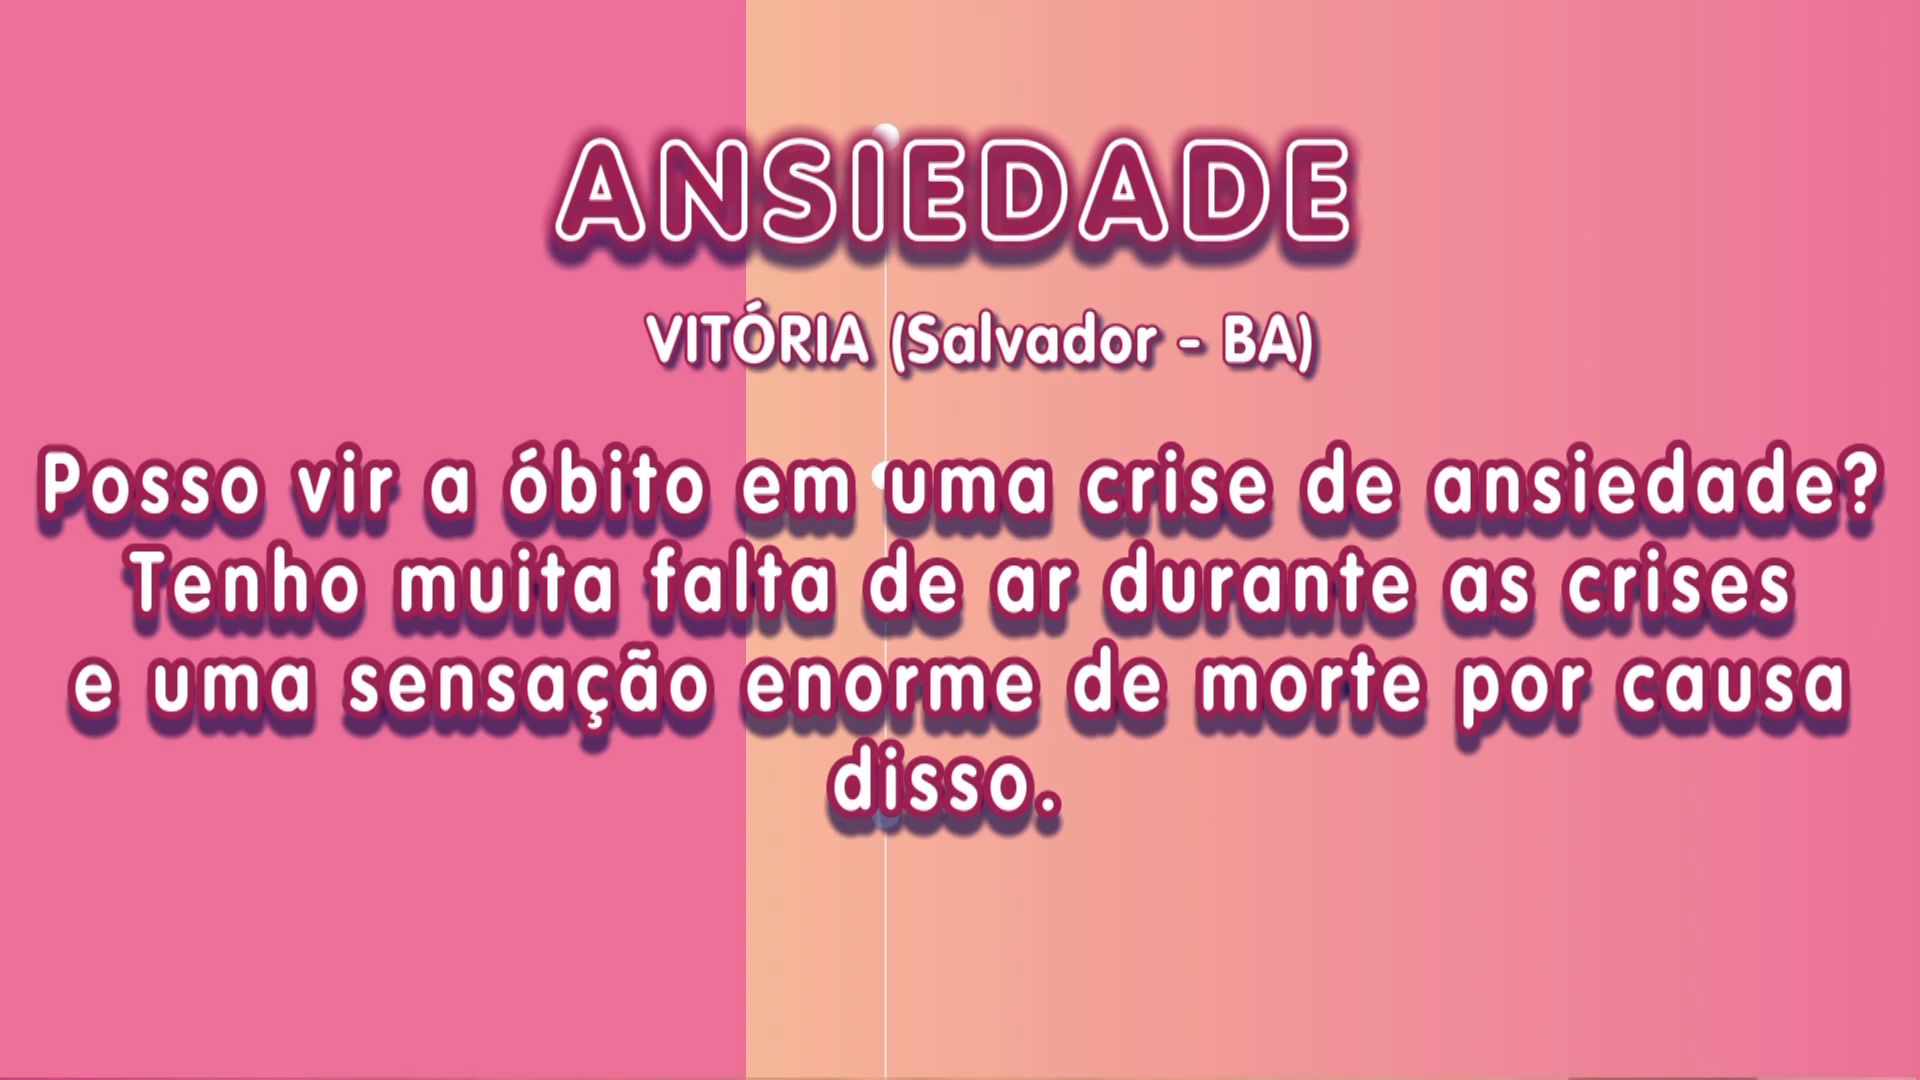 ANSIEDADE
VITÓRIA (Salvador - BA)
Posso vir a óbito em uma crise de ansiedade?
Tenho muita falta de ar durante as crises
e uma sensação enorme de morte por causa
disso.